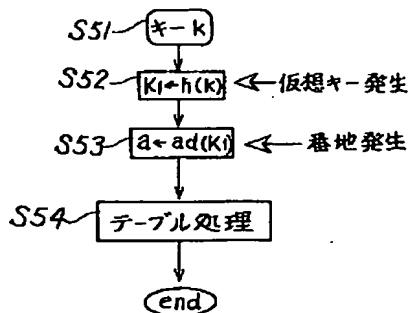 S51 キーk
S52 K1←h(k) 仮想キー発生
S53 a←ad(K1) 番地発生
S54 テーブル処理
end